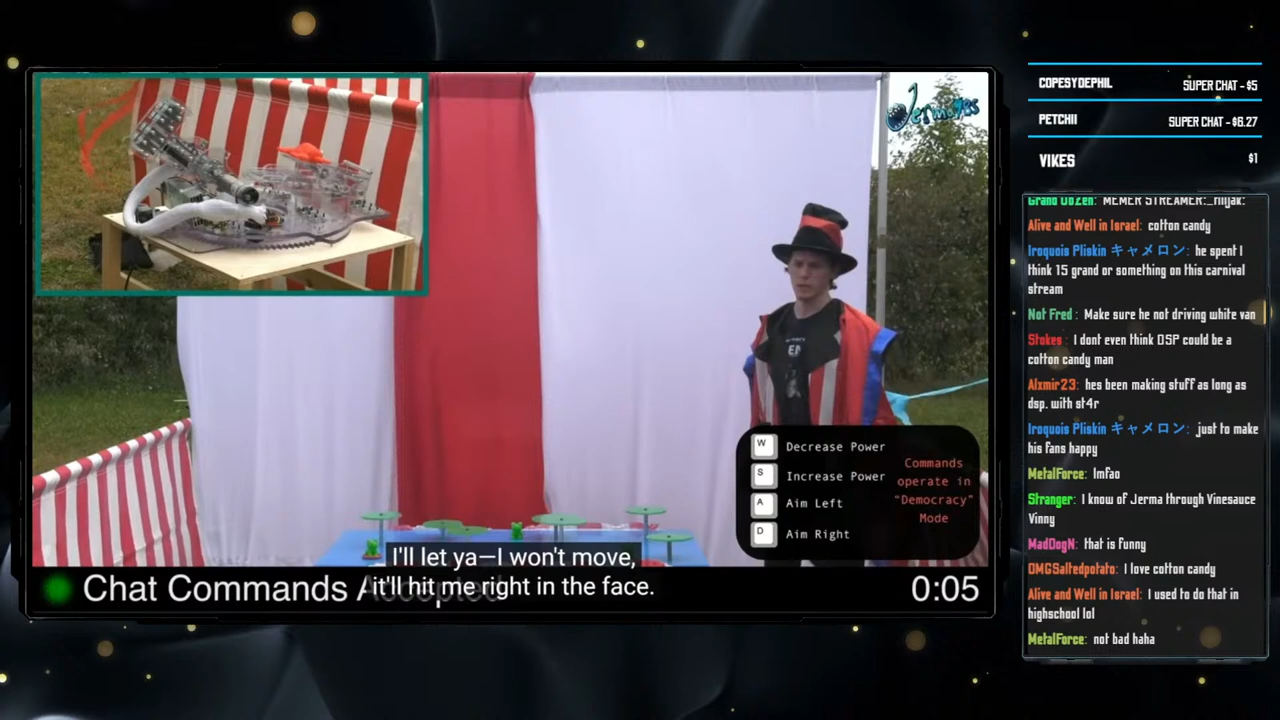 Jerma
COPESYDEPHIL SUPER CHAT - $5
PETCHII SUPER CHAT - $6.27
VIKES $1
W Decrease Power
S Increase Power
A Aim Left
D Aim Right
Commands
operate in
"Democracy"
Mode
I'll let ya—I won't move,
it'll hit me right in the face.
Chat Commands Accepted 0:05
Grand Dozen: MEMER STREAMER:
Alive and Well in Israel: cotton candy
Iroquois Pliskin キャメロン: he spent I
think 15 grand or something on this carnival
stream
Not Fred : Make sure he not driving white van
Stokes : I dont even think DSP could be a
cotton candy man
Alxmir23: hes been making stuff as long as
dsp. with st4r
Iroquois Pliskin キャメロン: just to make
his fans happy
MetalForce: lmfao
Stranger: I know of Jerma through Vinesauce
Vinny
MadDogN: that is funny
OMGSaltedpotato: I love cotton candy
Alive and Well in Israel: I used to do that in
highschool lol
MetalForce: not bad haha